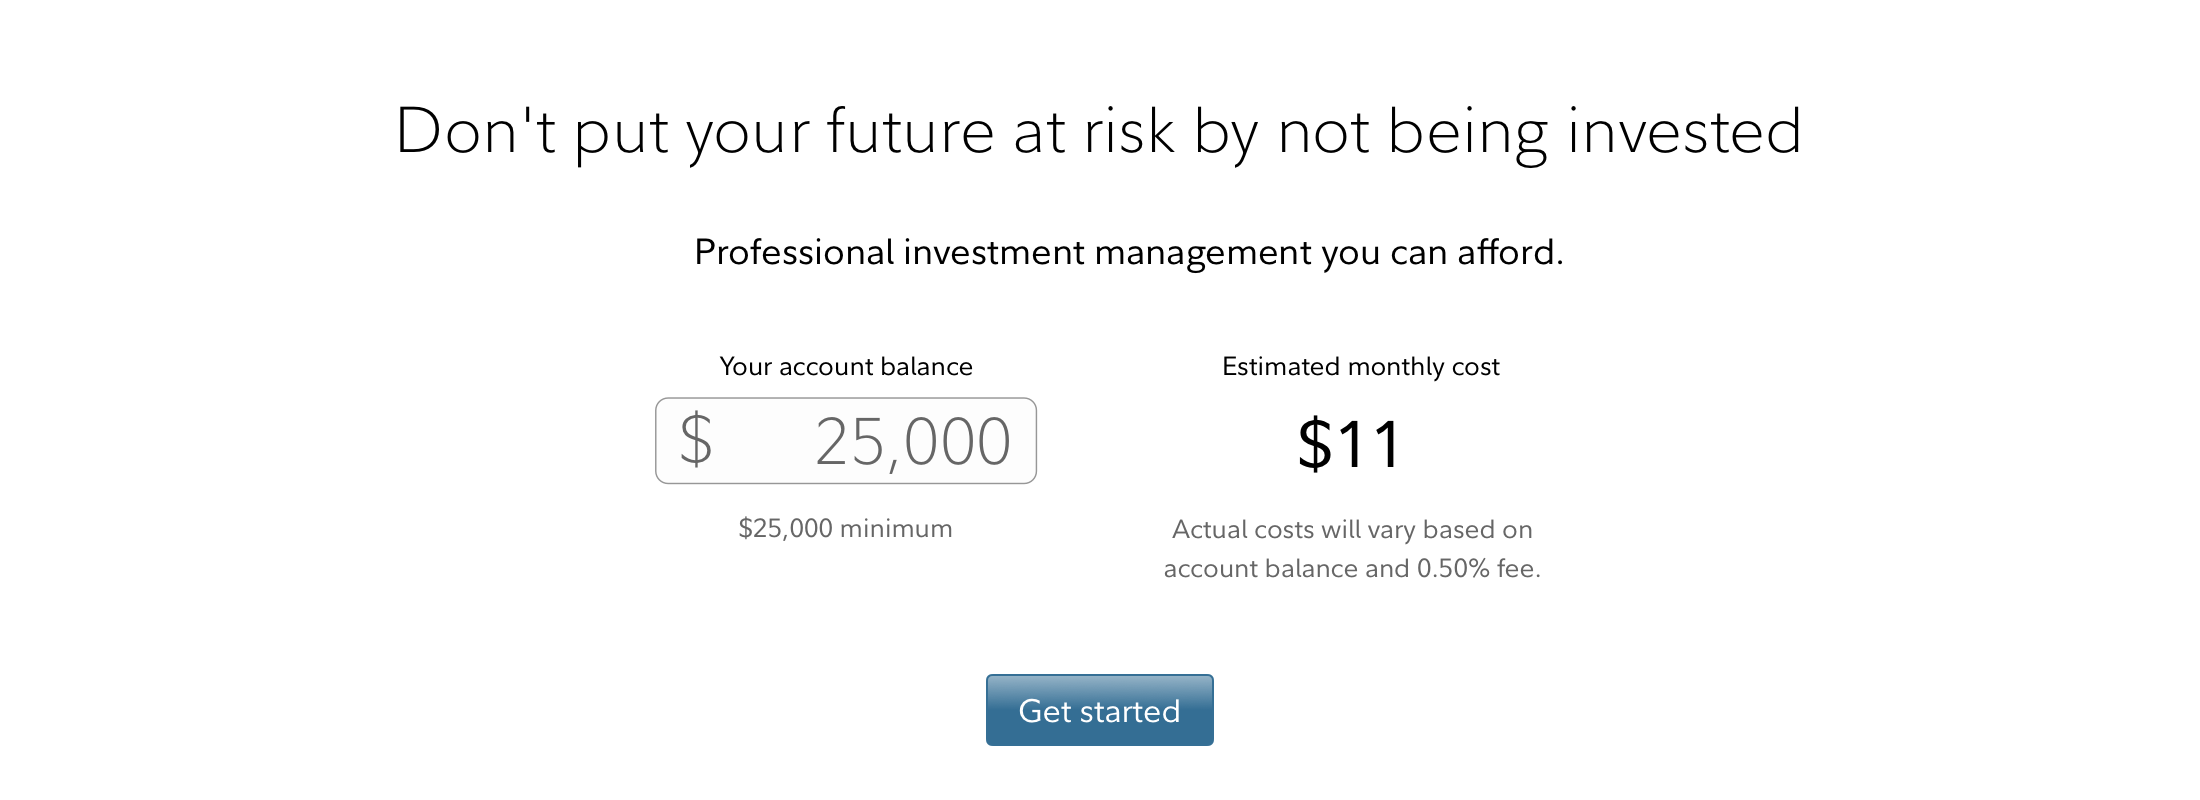 Don't put your future at risk by not being invested
Professional investment management you can afford.
Your account balance
$ 25,000
$25,000 minimum
Estimated monthly cost
$11
Actual costs will vary based on
account balance and 0.50% fee.
Get started